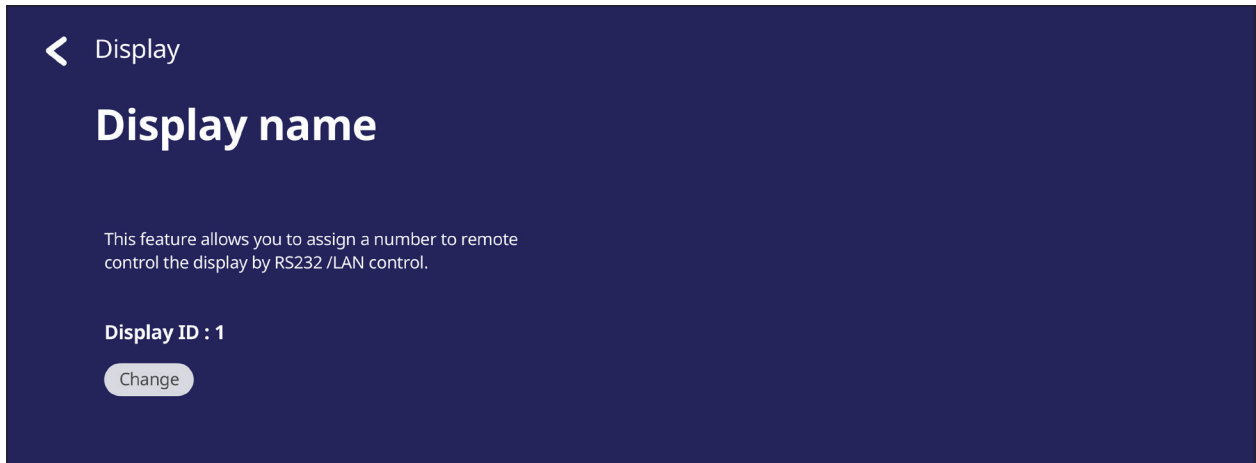 Display
Display name
This feature allows you to assign a number to remote
control the display by RS232 /LAN control.
Display ID : 1
Change